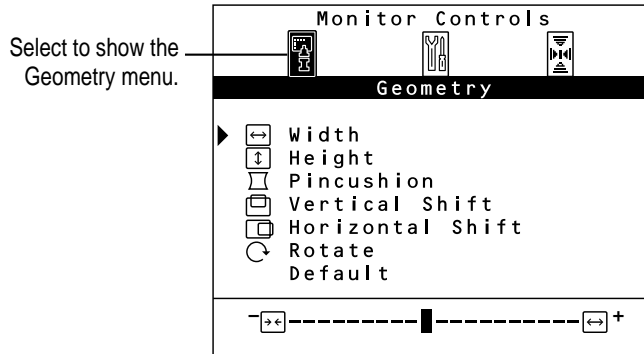 Monitor Controls
Select to show the
Geometry menu.
Geometry
Width
Height
Pincushion
Vertical Shift
Horizontal Shift
Rotate
Default
- +